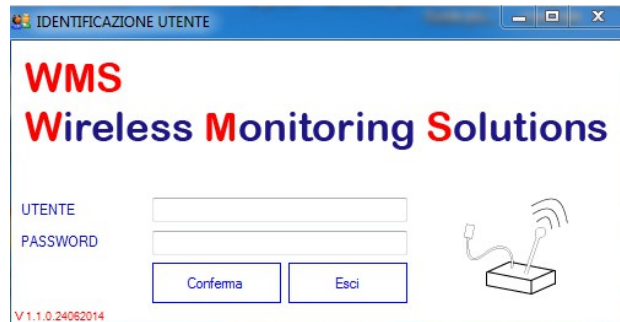 IDENTIFICAZIONE UTENTE
WMS
Wireless Monitoring Solutions
UTENTE
PASSWORD
Conferma Esci
V 1.1.0.24062014